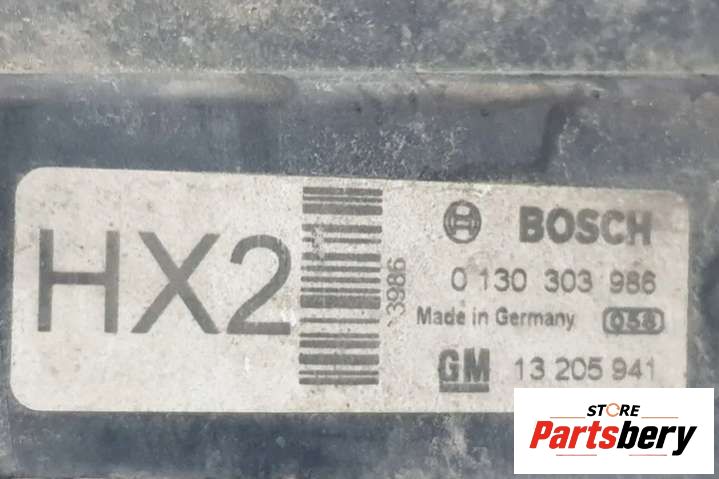 HX2
3986
BOSCH
0 130 303 986
Made in Germany 058
GM 13 205 941
STORE
Partsbery